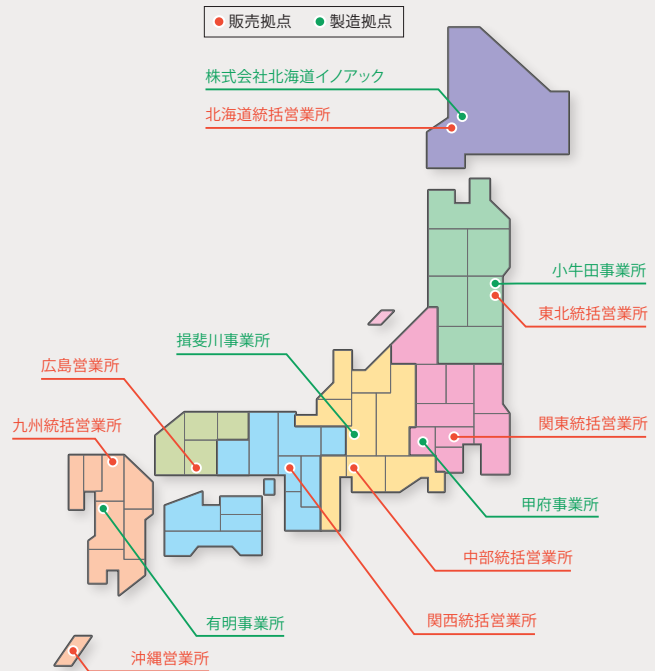 販売拠点 製造拠点
株式会社北海道イノアック
北海道統括営業所
小牛田事業所
東北統括営業所
揖斐川事業所
広島営業所
九州統括営業所
関東統括営業所
甲府事業所
中部統括営業所
関西統括営業所
有明事業所
沖縄営業所